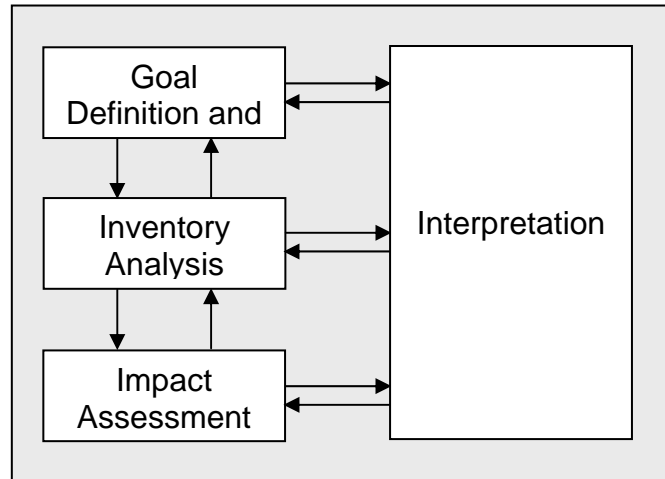 Goal
Definition and
Inventory
Analysis
Interpretation
Impact
Assessment